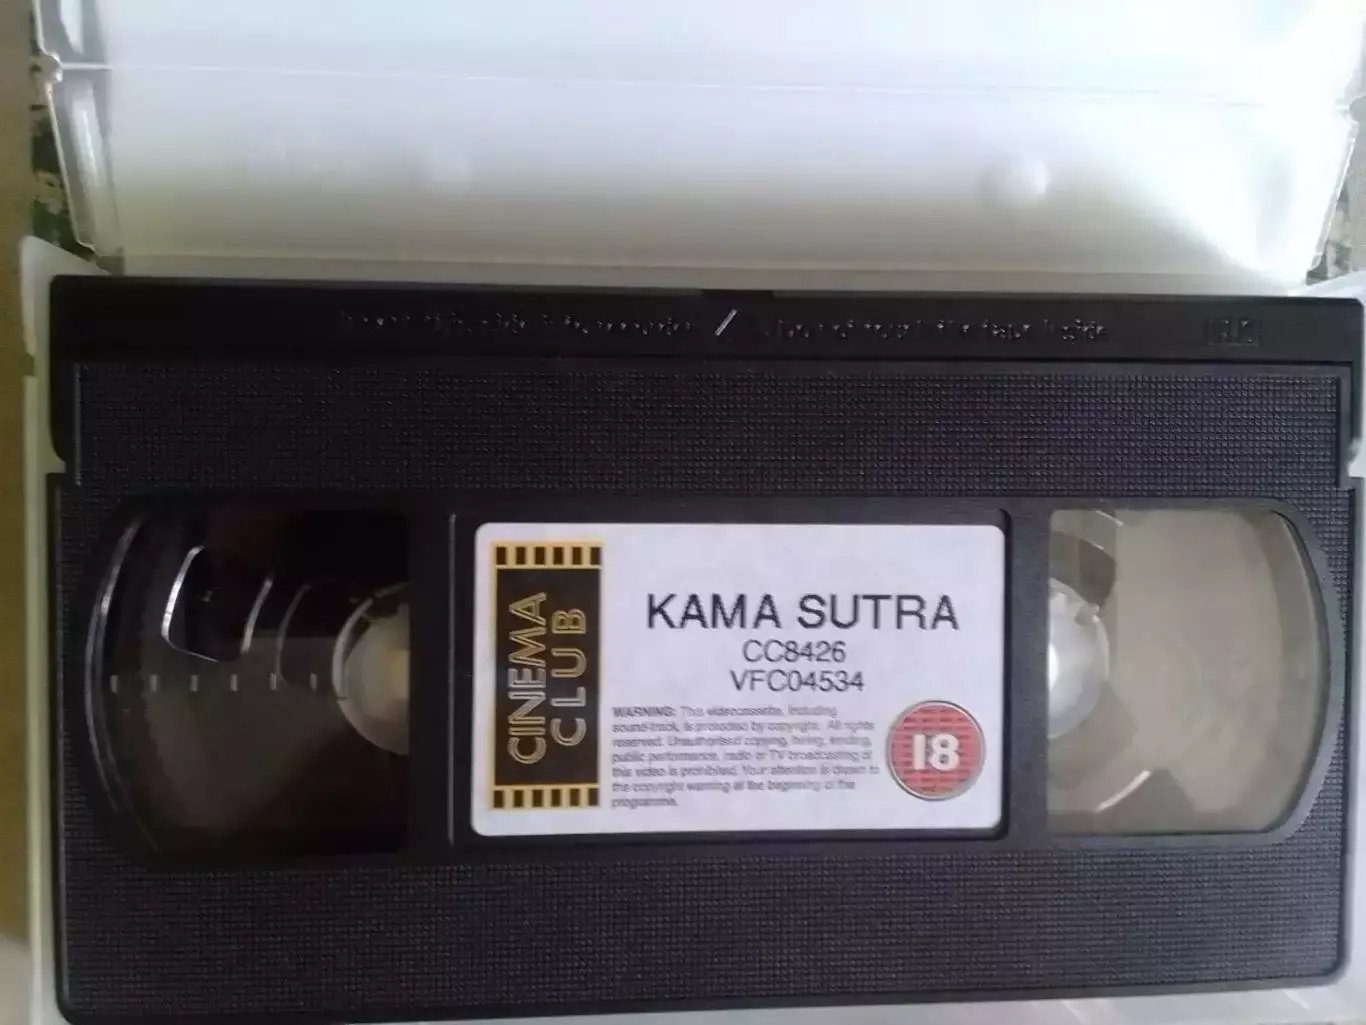 CINEMA
CLUB
KAMA SUTRA
CC8426
VFC04534
WARNING: This videocassette, including
sound-track, is protected by copyright. All rights
reserved. Unauthorised copying, hiring, lending,
public performance, radio or TV broadcasting of
this video is prohibited. Your attention is drawn to
the copyright warning at the beginning of the
programme.
18